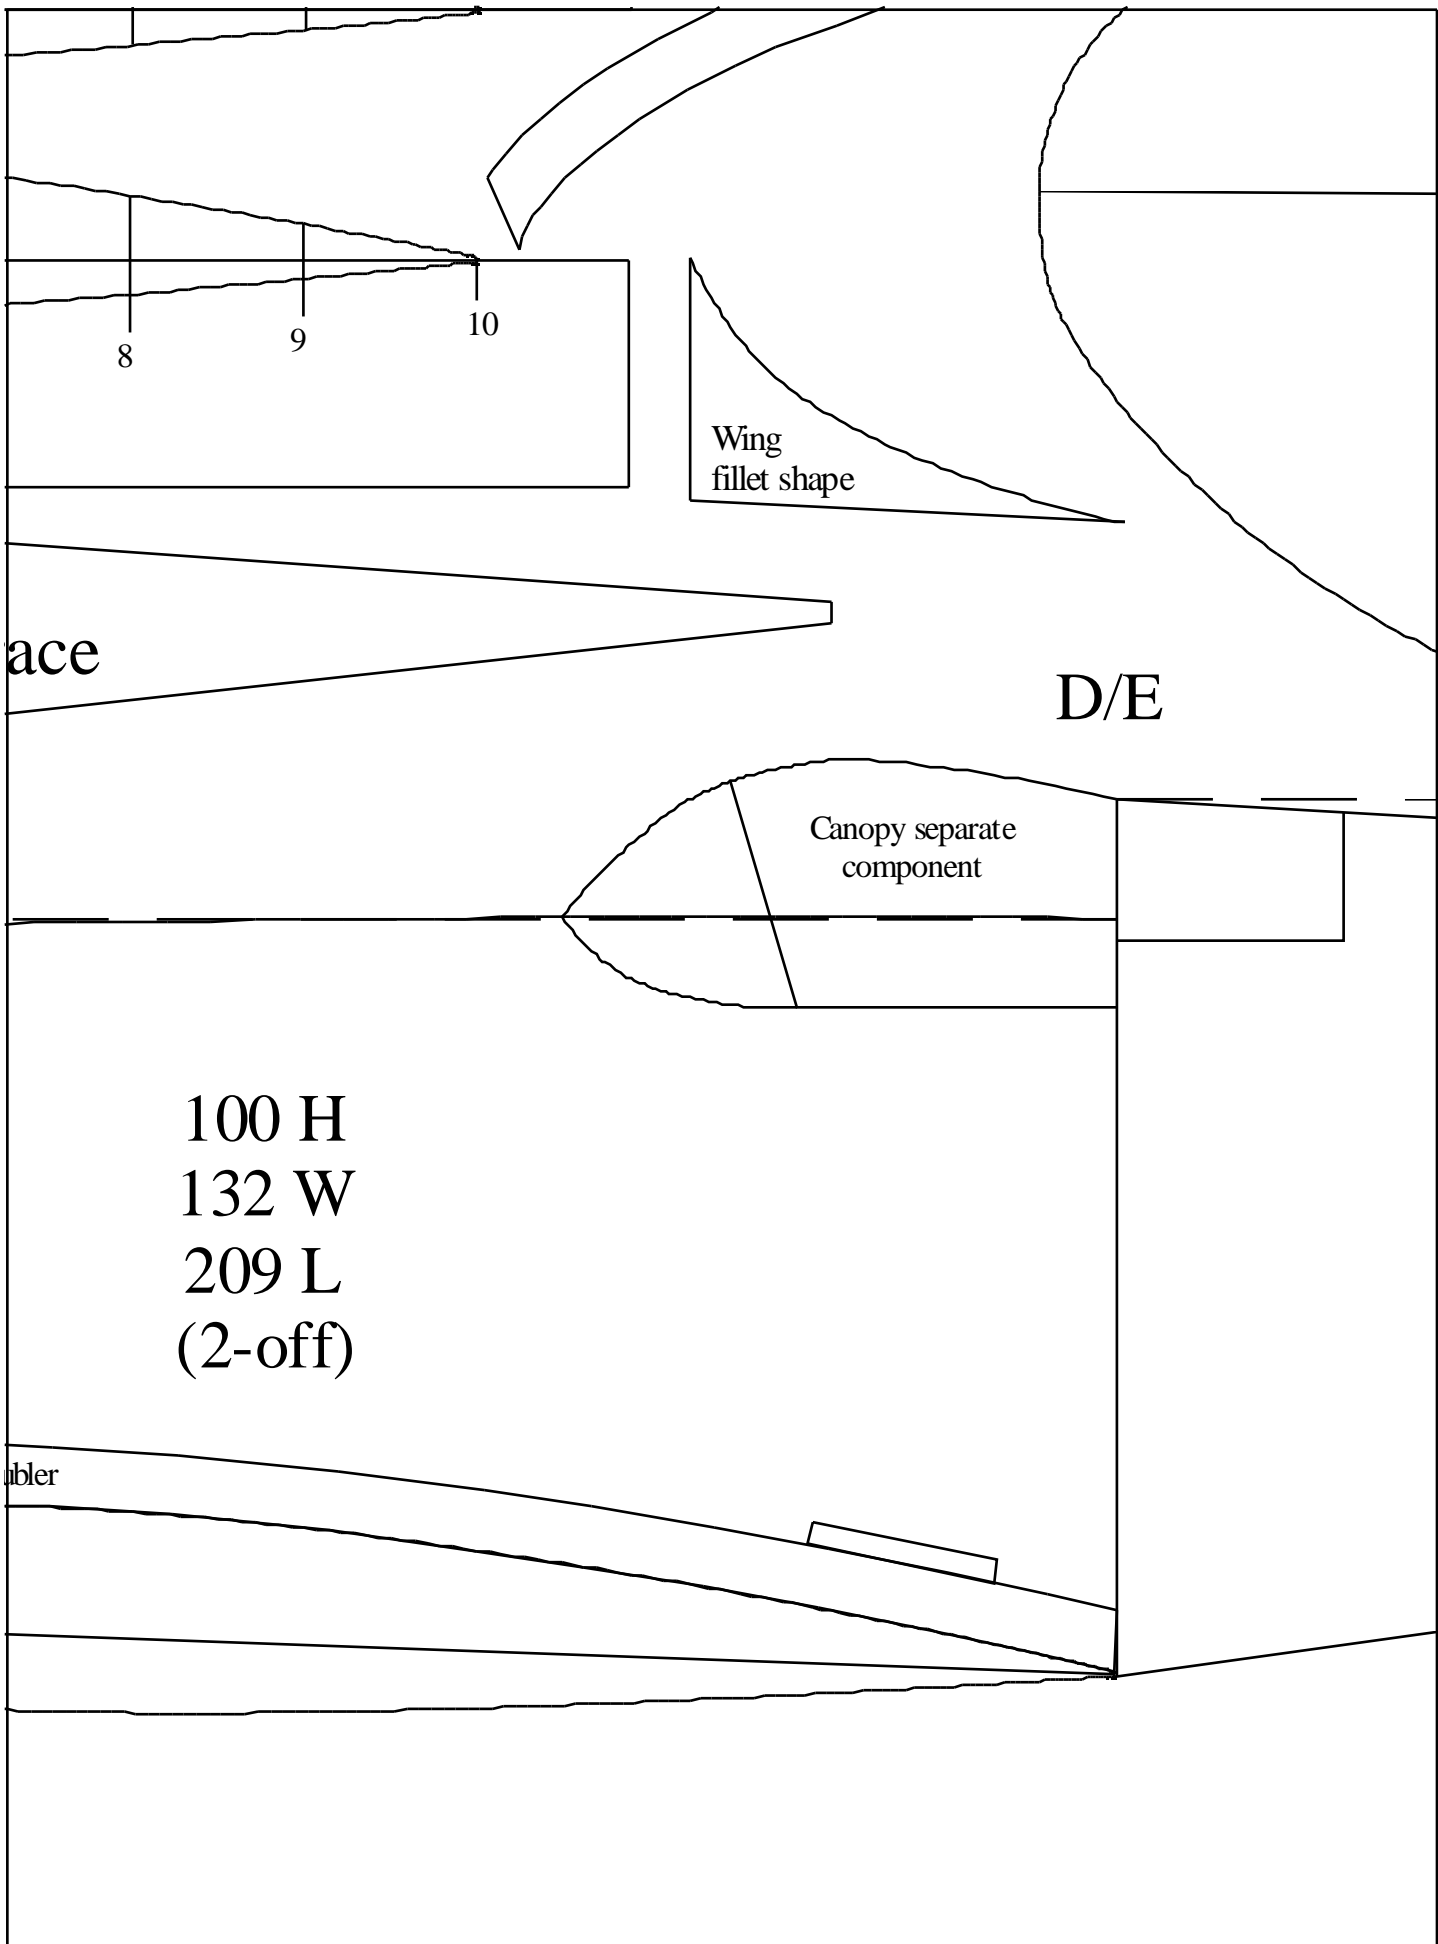 10
9
8
Wing
fillet shape
ace
D/E
Canopy separate
component
100 H
132 W
209 L
(2-off)
ubler